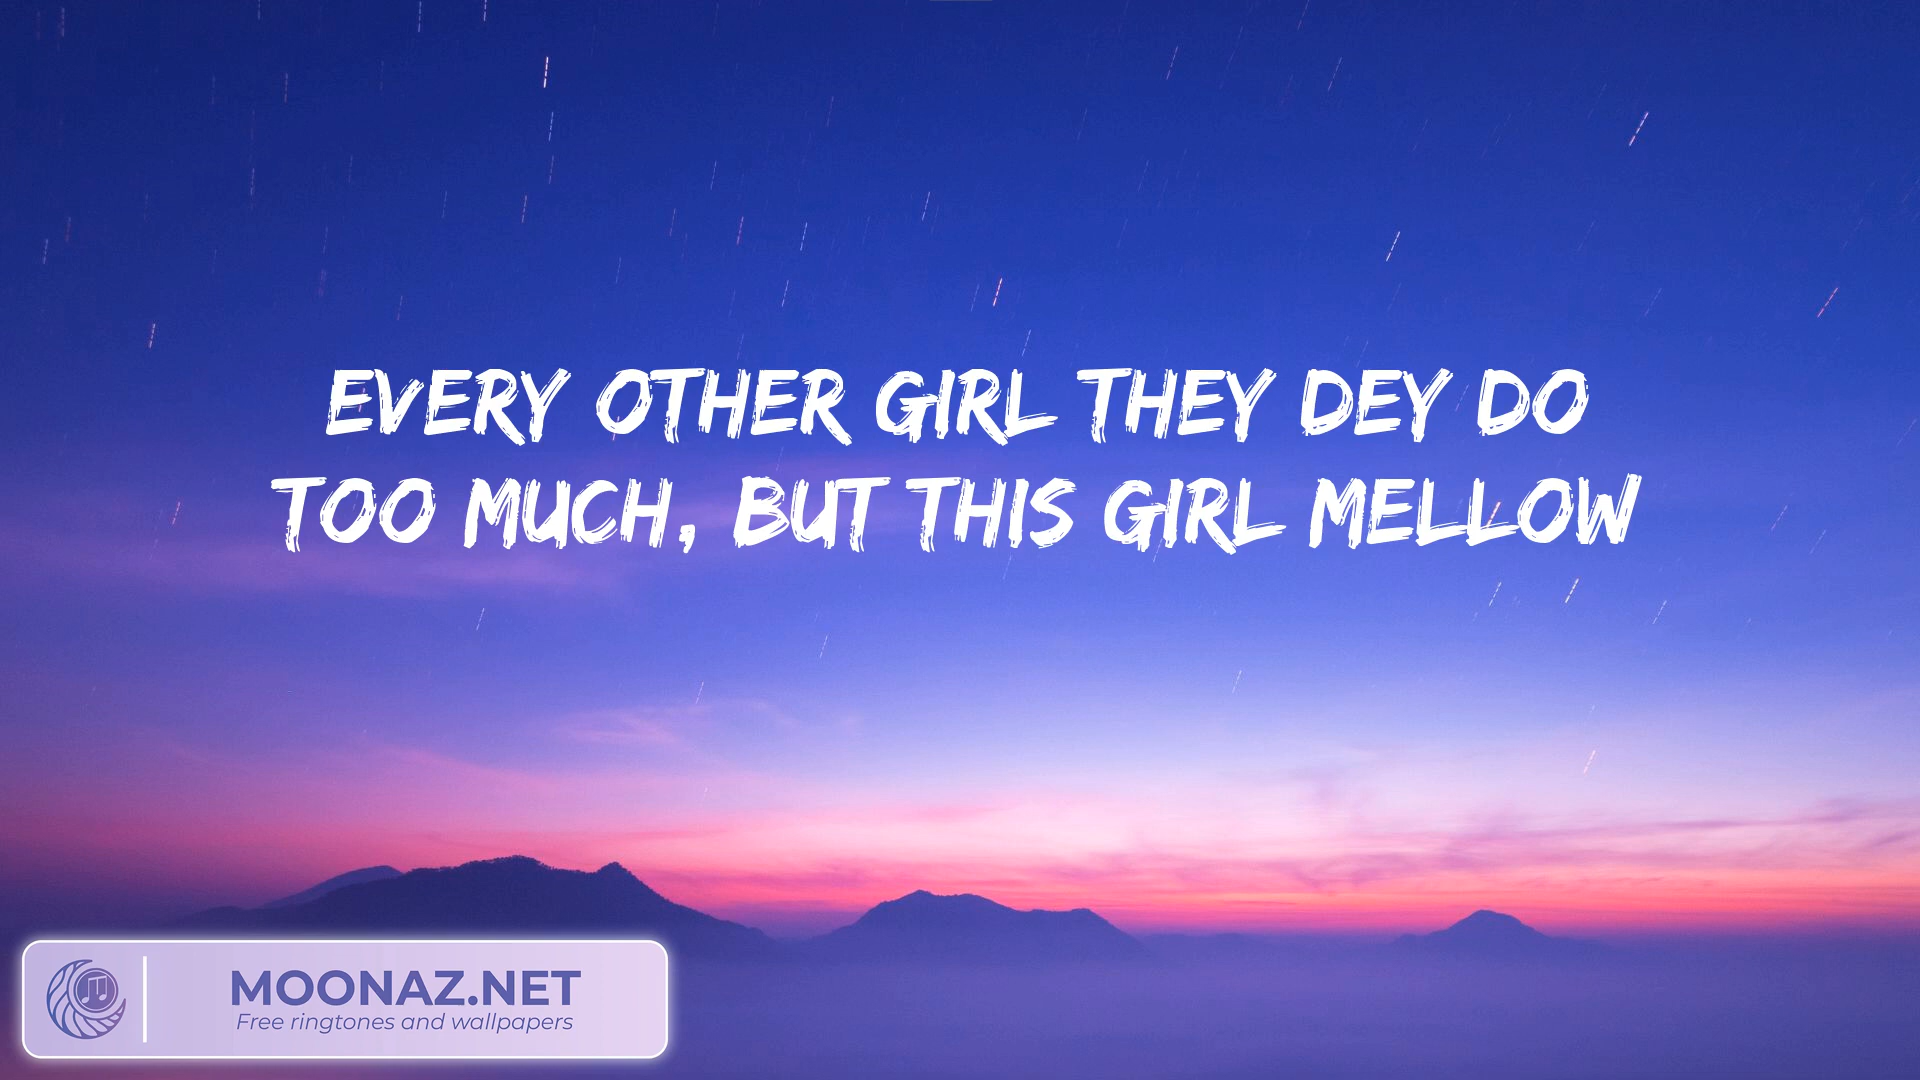 EVERY OTHER GIRL THEY DEY DO
TOO MUCH, BUT THIS GIRL MELLOW
MOONAZ.NET
Free ringtones and wallpapers